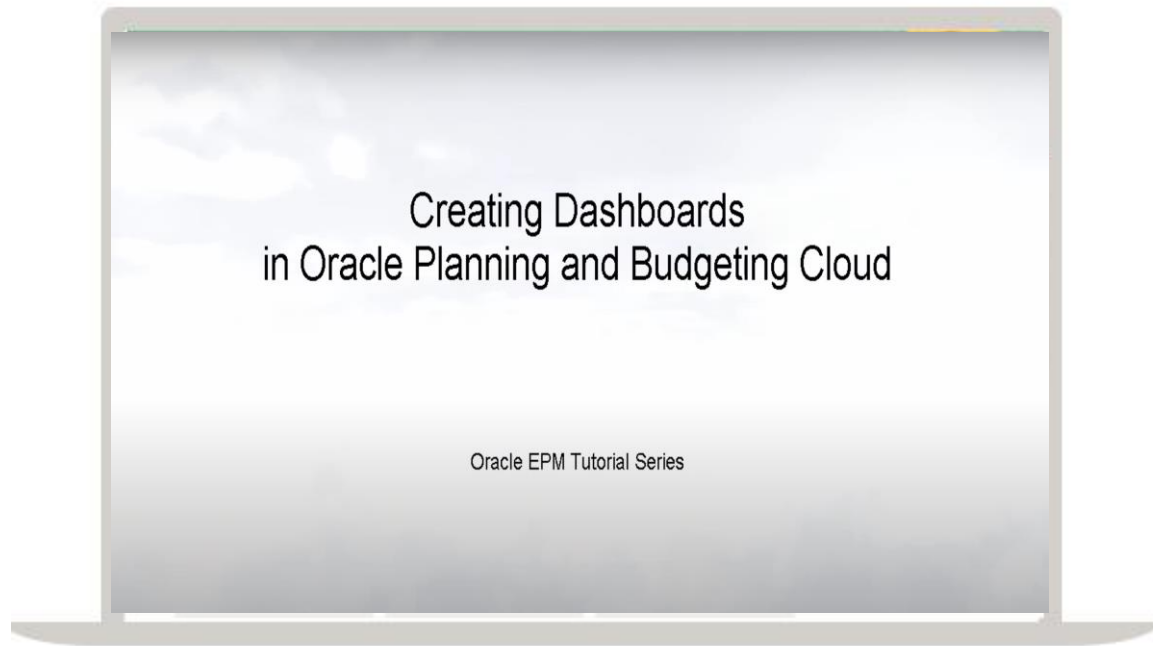 Creating Dashboards
in Oracle Planning and Budgeting Cloud
Oracle EPM Tutorial Series